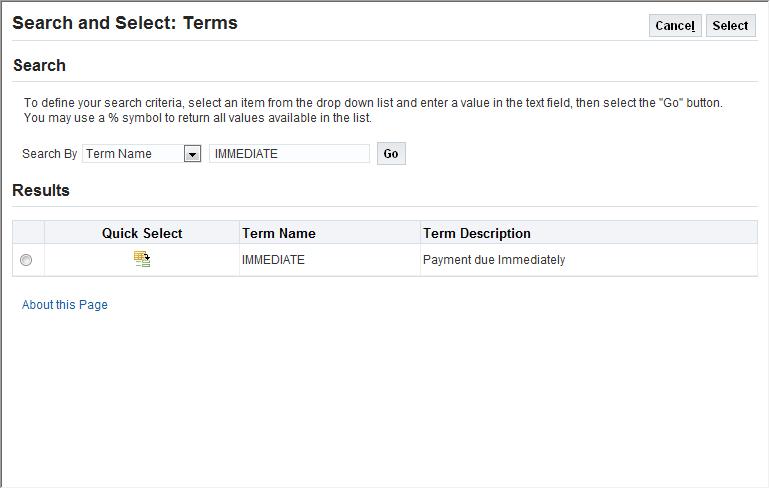 Search and Select: Terms
Cancel Select
Search
To define your search criteria, select an item from the drop down list and enter a value in the text field, then select the "Go" button.
You may use a % symbol to return all values available in the list.
Search By Term Name IMMEDIATE Go
Results
Quick Select Term Name Term Description
IMMEDIATE Payment due Immediately
About this Page